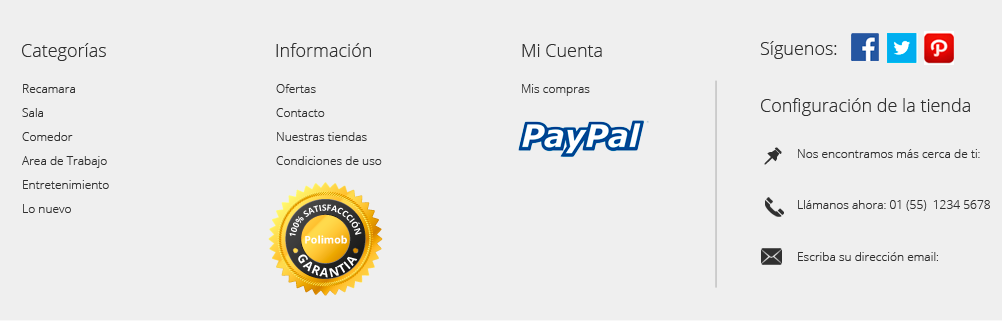 Categorías
Recamara
Sala
Comedor
Area de Trabajo
Entretenimiento
Lo nuevo
Información
Ofertas
Contacto
Nuestras tiendas
Condiciones de uso
100% SATISFACCCIÓN
Polimob
GARANTIA
Mi Cuenta
Mis compras
PayPal
Síguenos:
Configuración de la tienda
Nos encontramos más cerca de ti:
Llámanos ahora: 01 (55) 1234 5678
Escriba su dirección email: